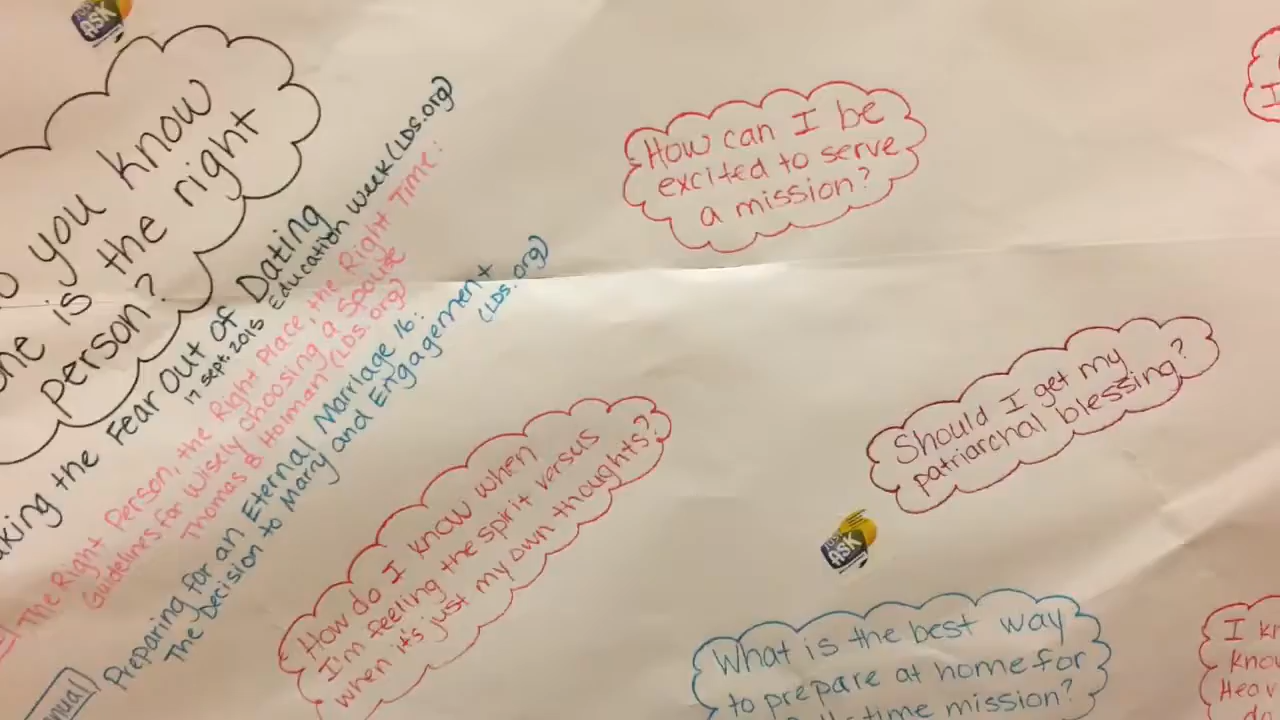 JUST
ASK
you know
is the right
person?
the Fear Out of Dating
17 Sept. 2015 Education Week (LDS.org)
The Right Person, the Right Place, the Right Time:
Guidelines for Wisely Choosing a Spouse
Thomas B Holman (LDS.org)
Preparing for an Eternal Marriage 16:
The Decision to Marry and Engagement
(LDS.org)
How can I be
excited to serve
a mission?
How do I know when
I'm feeling the spirit versus
when it's just my own thoughts?
Should I get my
patriarchal blessing?
JUST
ASK
What is the best way
to prepare at home for
time mission?
I
I